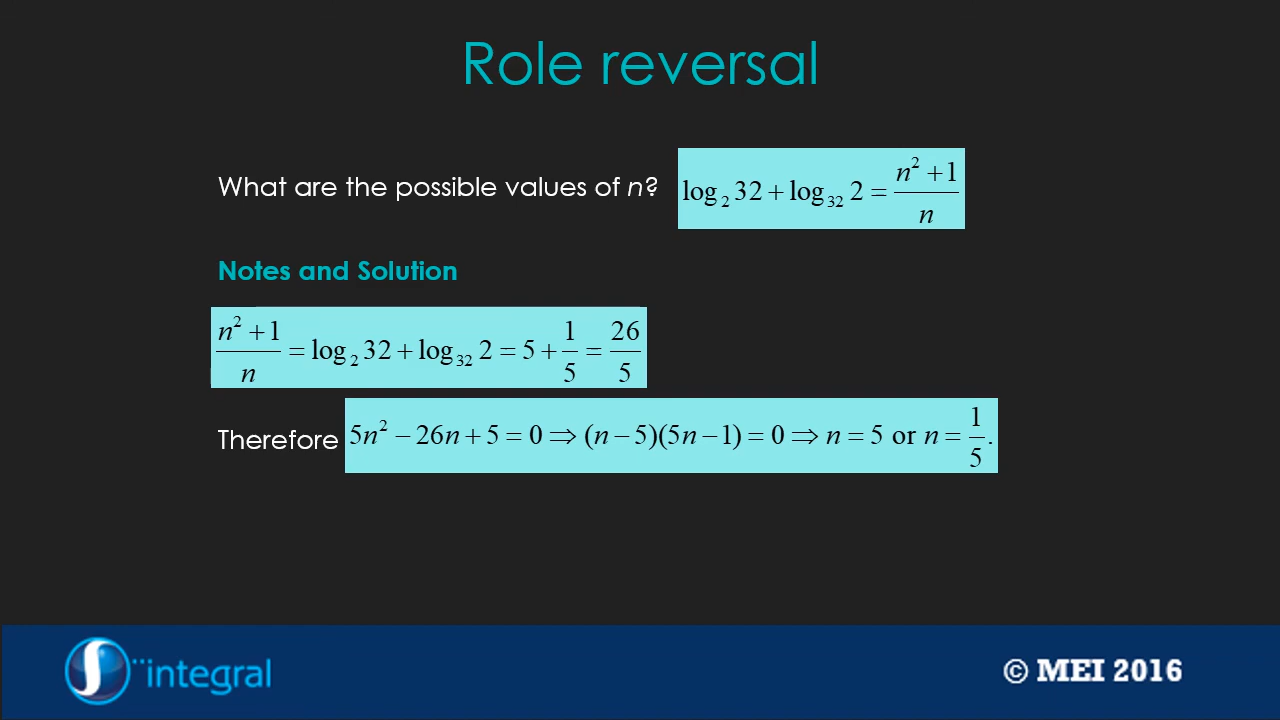 Role reversal
What are the possible values of n? log₂ 32 + log₃₂ 2 = (n² + 1)/n
Notes and Solution
(n² + 1)/n = log₂ 32 + log₃₂ 2 = 5 + 1/5 = 26/5
Therefore 5n² − 26n + 5 = 0 ⇒ (n − 5)(5n − 1) = 0 ⇒ n = 5 or n = 1/5.
integral © MEI 2016